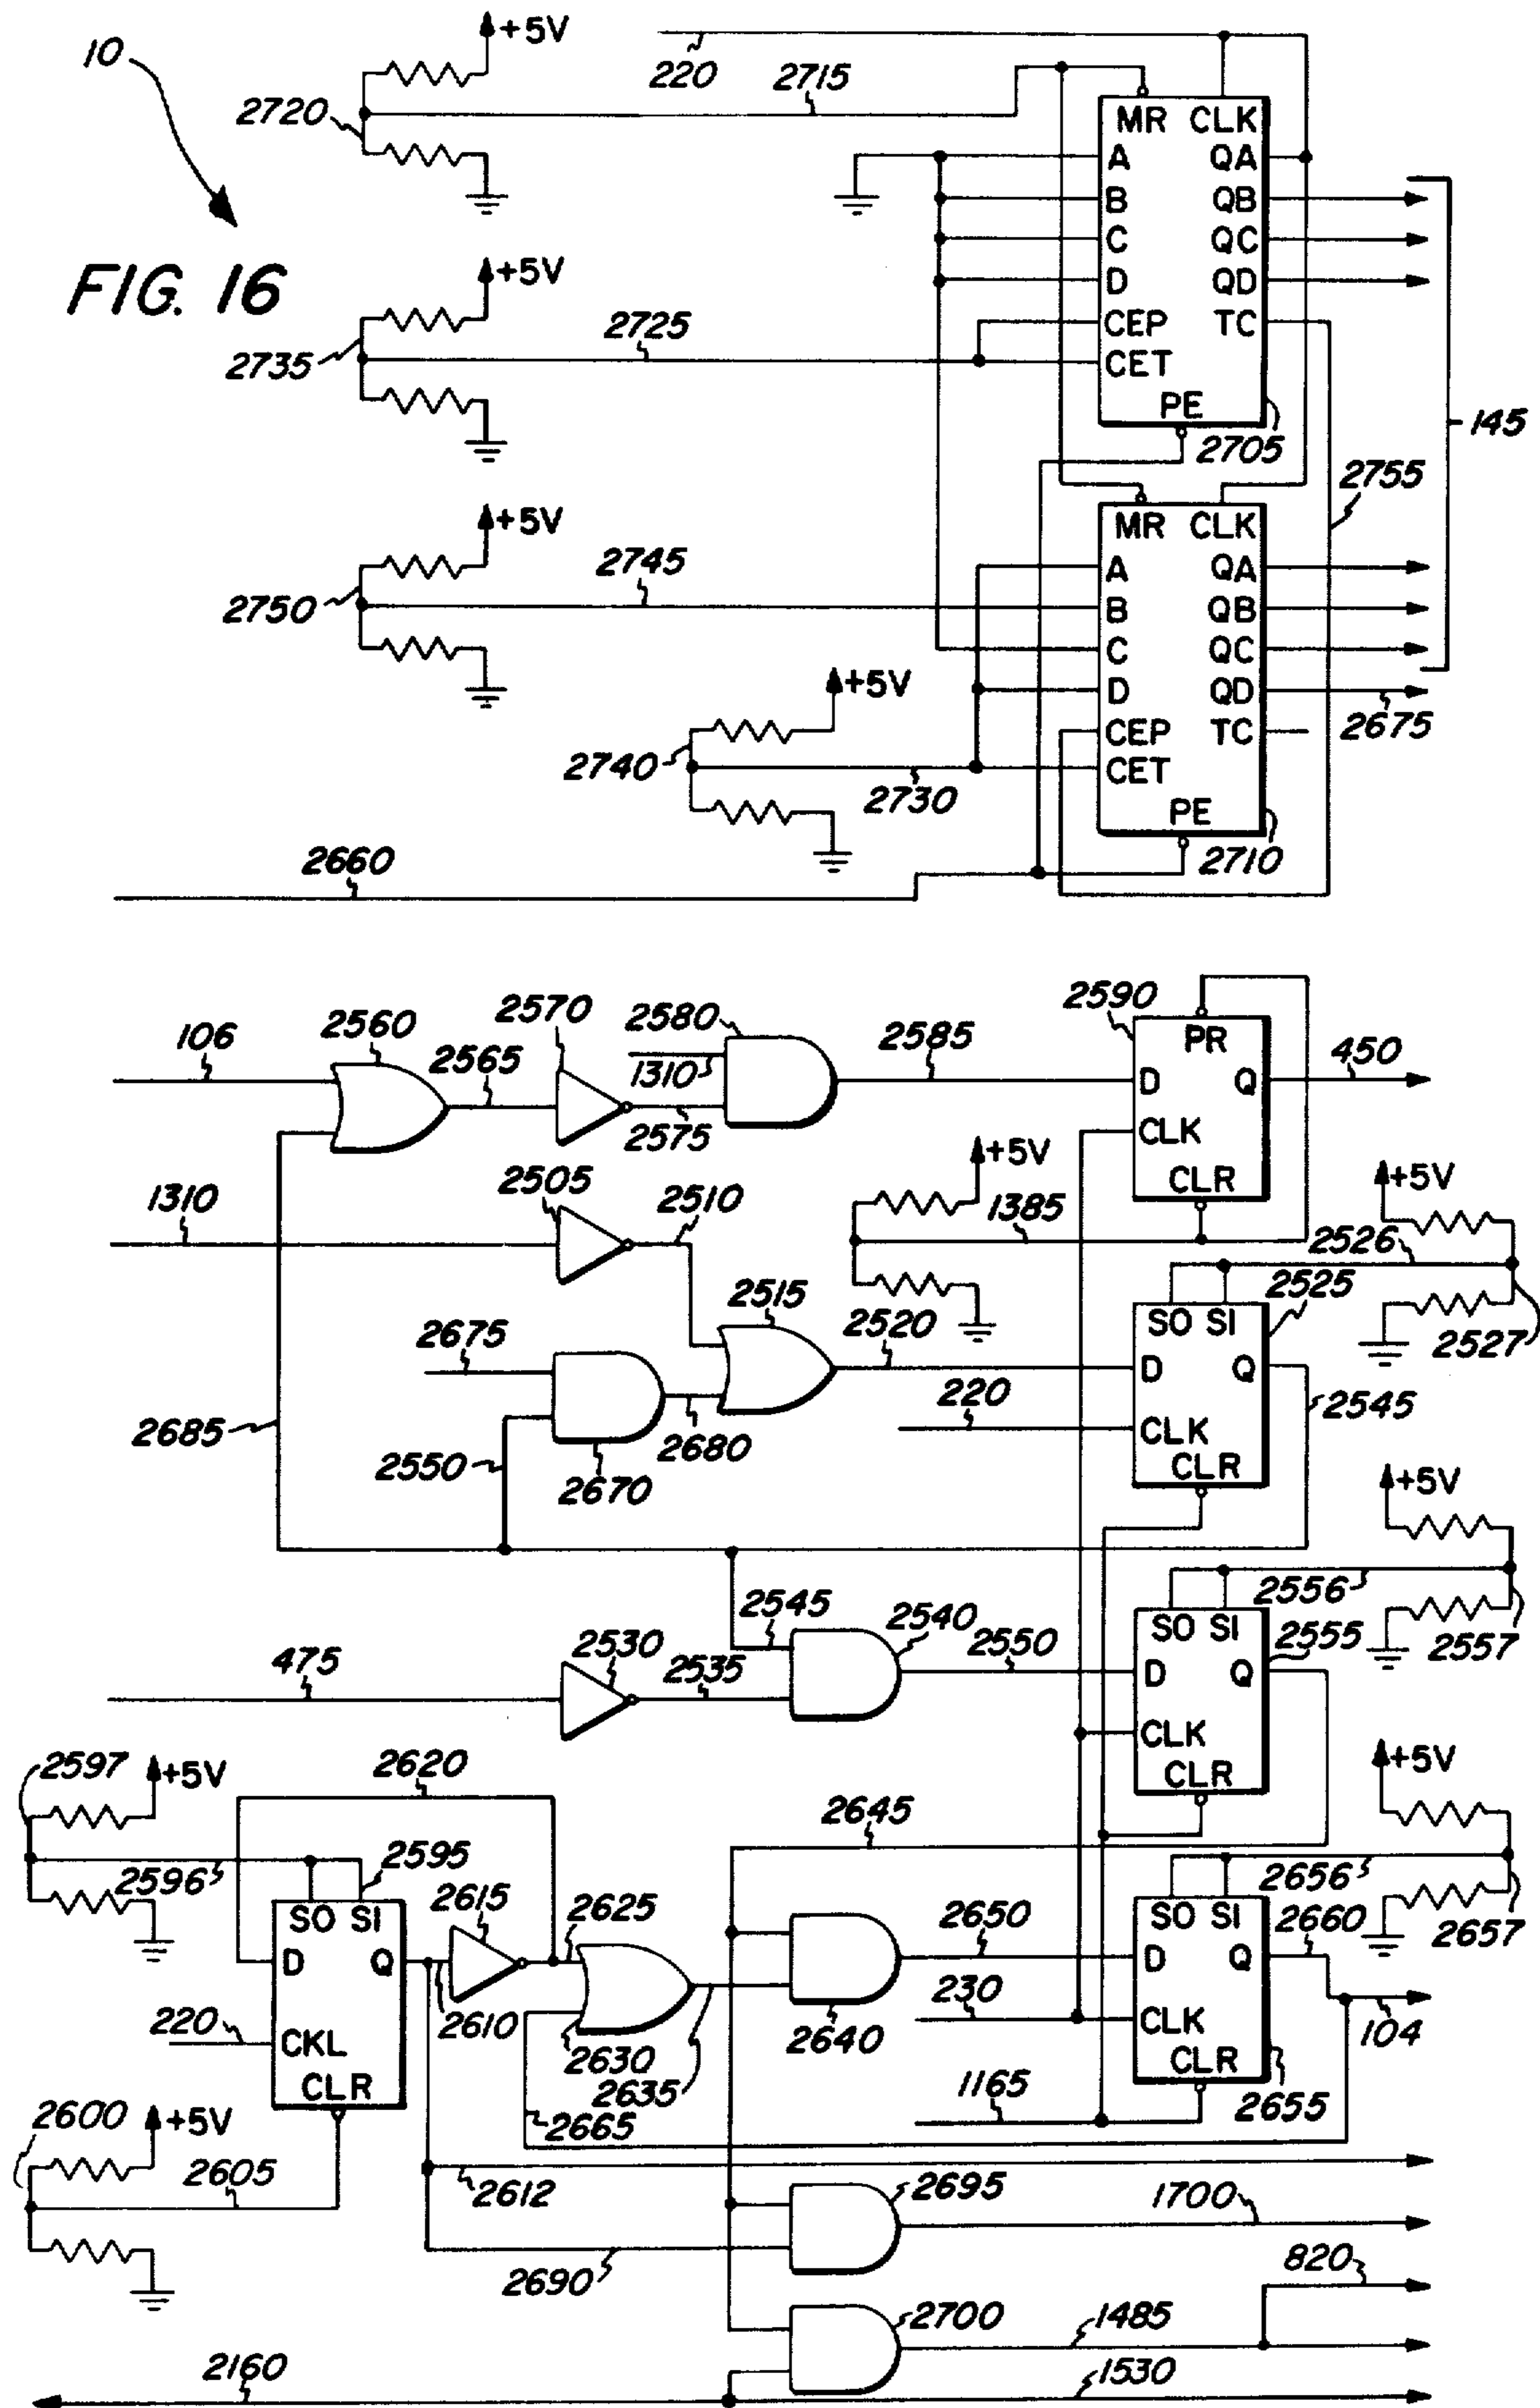 10
+5V
220
2715
2720
MR CLK
A QA
B QB
C QC
D QD
CEP TC
CET
PE
2705
FIG. 16
+5V
2725
2735
145
2755
+5V
2745
2750
MR CLK
A QA
B QB
C QC
D QD
CEP TC
CET
PE
2710
2675
+5V
2740
2730
2660
106
2560
2565
2570
2580
1310
2575
2585
2590
PR
D Q
CLK
CLR
450
1310
2505
2510
+5V
1385
+5V
2526
2525
2527
2515
2675
2520
SO SI
D Q
CLK
CLR
220
2545
2685
2550
2670
2680
+5V
2556
2555
2557
475
2530
2535
2545
2540
2550
SO SI
D Q
CLK
CLR
2597
+5V
2620
2645
+5V
2596
2595
2615
2625
2650
2656
2660
2657
SO SI
D Q
CKL
CLR
220
2610
2630
2635
2640
230
SO SI
D Q
CLK
CLR
104
1165
2655
2600
+5V
2605
2665
2612
2695
1700
2690
820
2700
1485
2160
1530